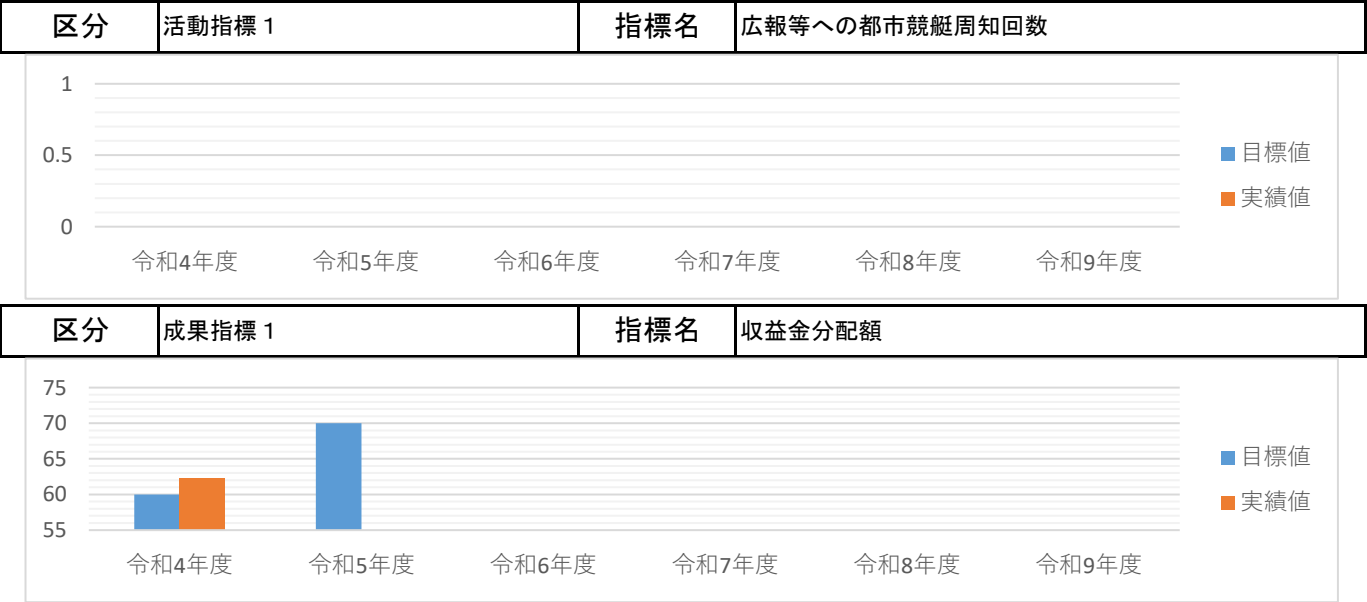 区分 活動指標１ 指標名 広報等への都市競艇周知回数
1
0.5
0
令和4年度 令和5年度 令和6年度 令和7年度 令和8年度 令和9年度
目標値
実績値
区分 成果指標１ 指標名 収益金分配額
75
70
65
60
55
令和4年度 令和5年度 令和6年度 令和7年度 令和8年度 令和9年度
目標値
実績値